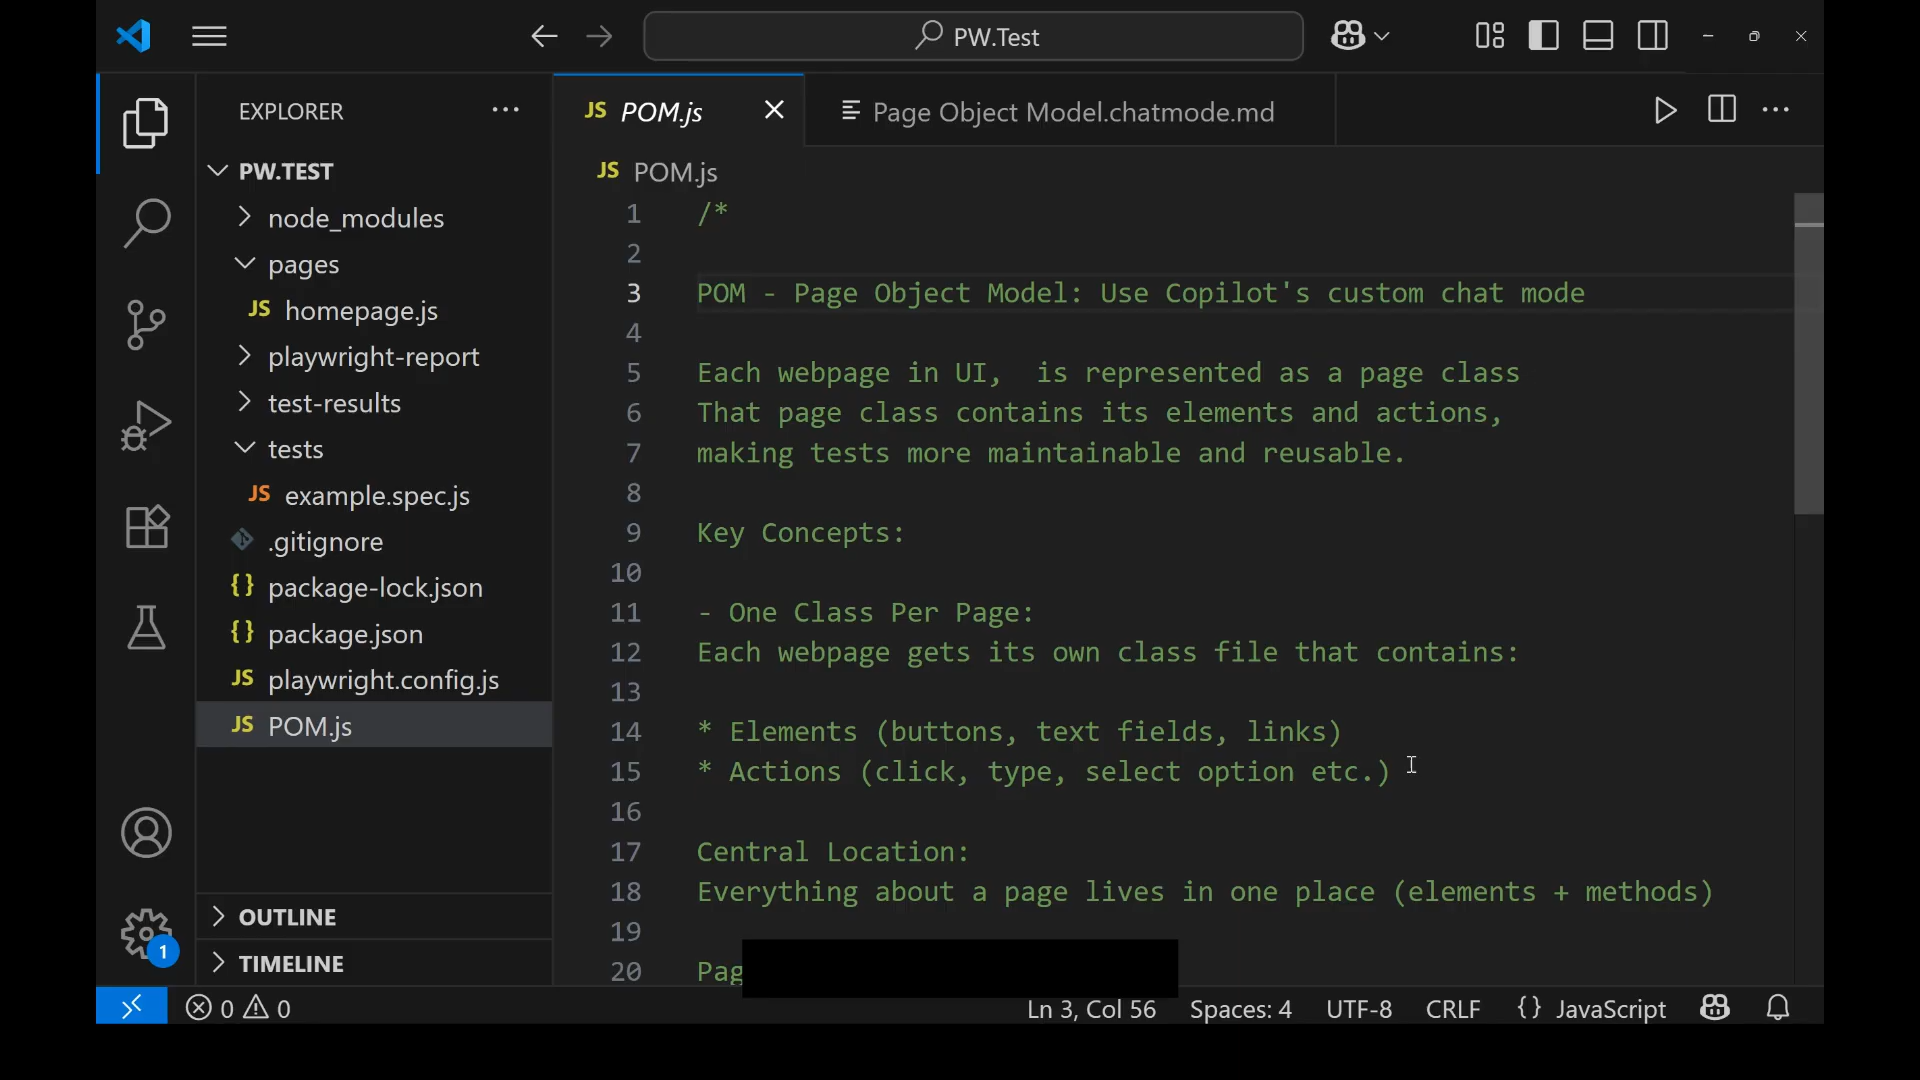 PW.Test
EXPLORER
PW.TEST
node_modules
pages
JS homepage.js
playwright-report
test-results
tests
JS example.spec.js
.gitignore
{} package-lock.json
{} package.json
JS playwright.config.js
JS POM.js
OUTLINE
TIMELINE
1
JS POM.js
Page Object Model.chatmode.md
JS POM.js
1 /*
2
3 POM - Page Object Model: Use Copilot's custom chat mode
4
5 Each webpage in UI,  is represented as a page class
6 That page class contains its elements and actions,
7 making tests more maintainable and reusable.
8
9 Key Concepts:
10
11 - One Class Per Page:
12 Each webpage gets its own class file that contains:
13
14 * Elements (buttons, text fields, links)
15 * Actions (click, type, select option etc.)
16
17 Central Location:
18 Everything about a page lives in one place (elements + methods)
19
20 Pag
0 0
Ln 3, Col 56
Spaces: 4
UTF-8
CRLF
{} JavaScript